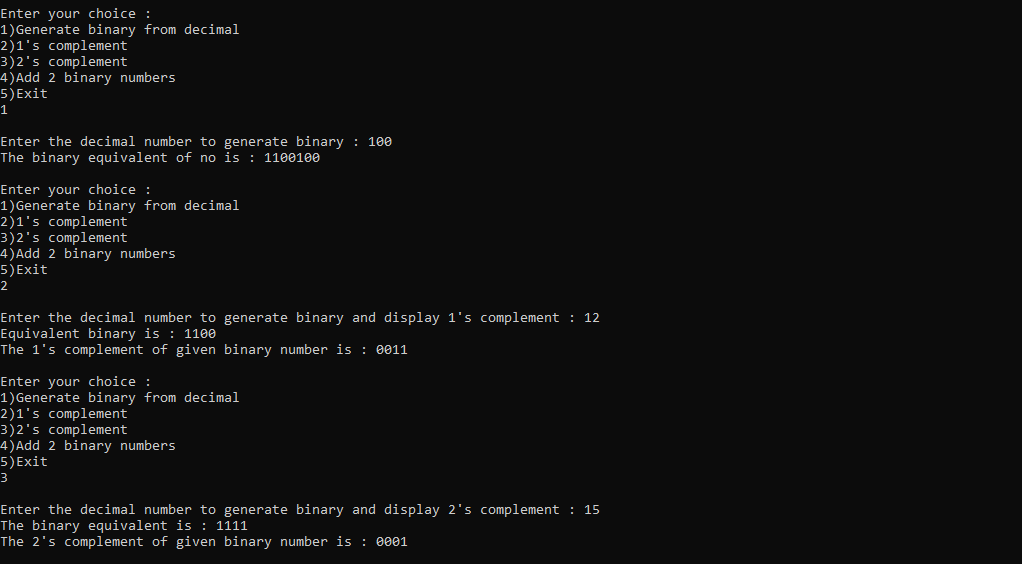 Enter your choice :
1)Generate binary from decimal
2)1's complement
3)2's complement
4)Add 2 binary numbers
5)Exit
1
Enter the decimal number to generate binary : 100
The binary equivalent of no is : 1100100
Enter your choice :
1)Generate binary from decimal
2)1's complement
3)2's complement
4)Add 2 binary numbers
5)Exit
2
Enter the decimal number to generate binary and display 1's complement : 12
Equivalent binary is : 1100
The 1's complement of given binary number is : 0011
Enter your choice :
1)Generate binary from decimal
2)1's complement
3)2's complement
4)Add 2 binary numbers
5)Exit
3
Enter the decimal number to generate binary and display 2's complement : 15
The binary equivalent is : 1111
The 2's complement of given binary number is : 0001